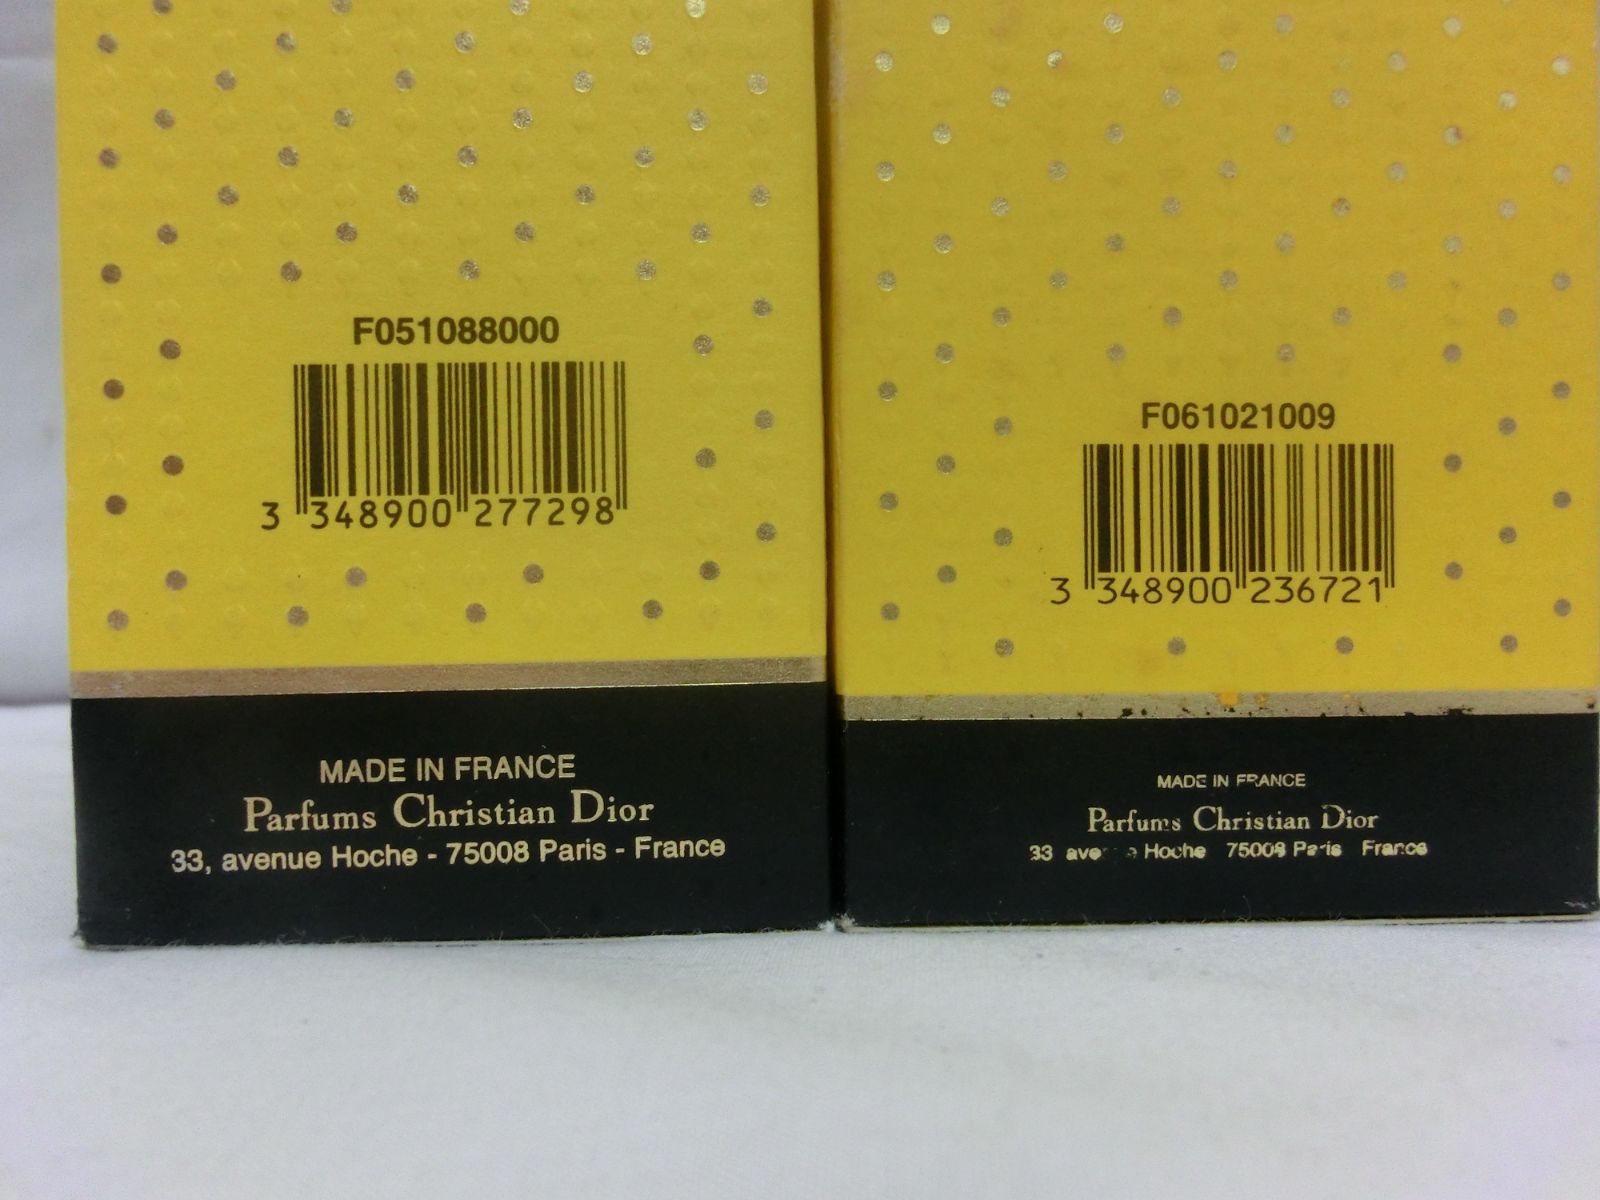 F051088000
3 348900 277298
MADE IN FRANCE
Parfums Christian Dior
33, avenue Hoche - 75008 Paris - France
F061021009
3 348900 236721
MADE IN FRANCE
Parfums Christian Dior
33 Hoche 75008 Paris France